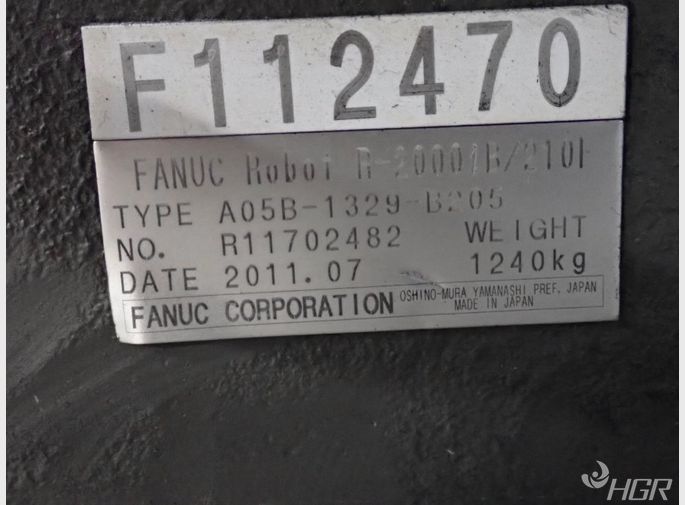 F112470
FANUC Robot R-2000iB/210F
TYPE A05B-1329-B205
NO. R11702482 WEIGHT
DATE 2011.07 1240kg
FANUC CORPORATION OSHINO-MURA YAMANASHI PREF. JAPAN
MADE IN JAPAN
HGR